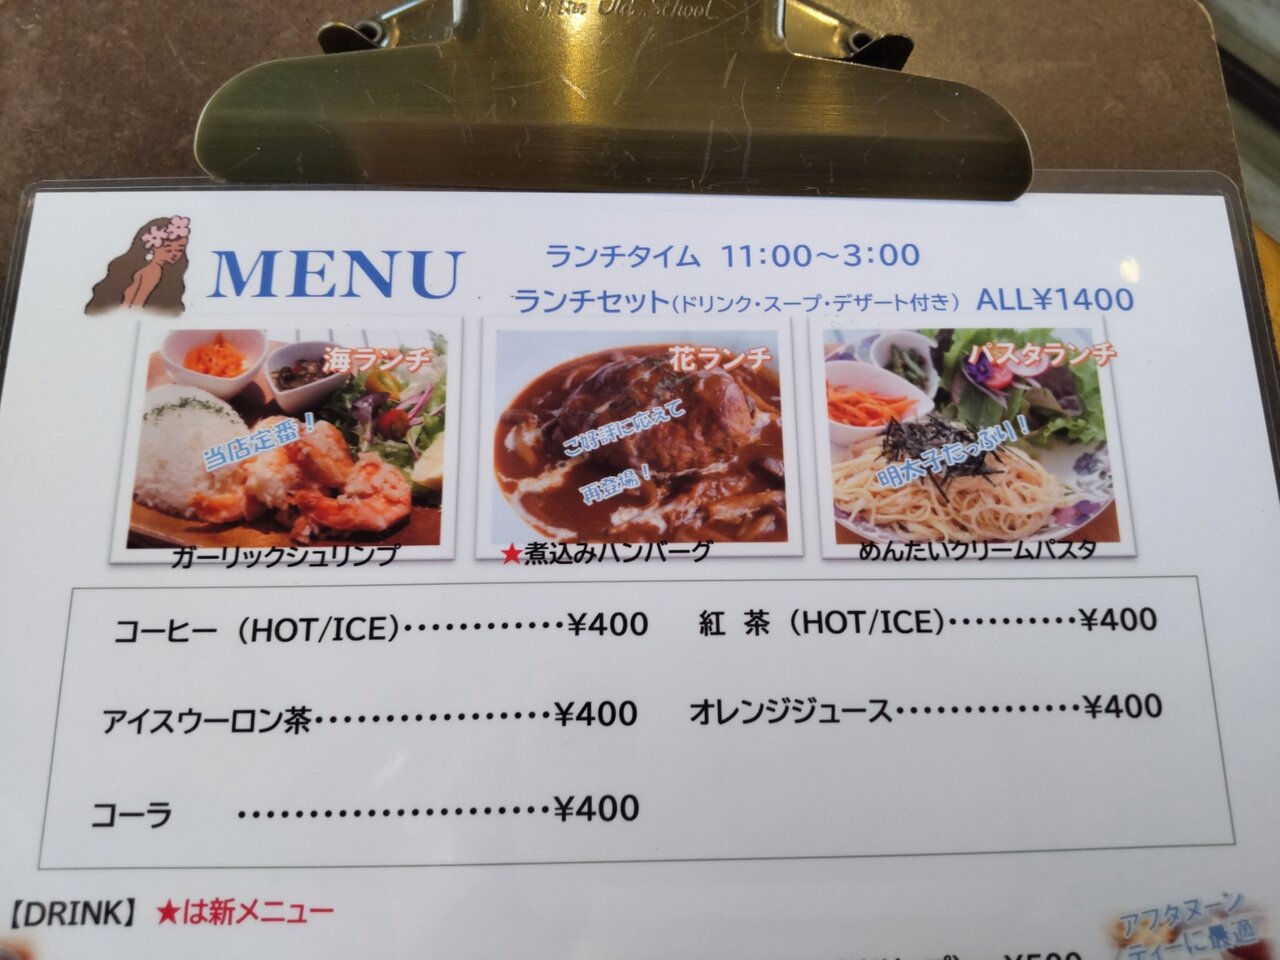 Of the Old School
MENU
ランチタイム 11:00～3:00
ランチセット(ドリンク・スープ・デザート付き) ALL¥1400
海ランチ
当店定番！
ガーリックシュリンプ
花ランチ
ご好評に応えて
再登場！
★煮込みハンバーグ
パスタランチ
明太子たっぷり！
めんたいクリームパスタ
コーヒー (HOT/ICE)············¥400
紅 茶 (HOT/ICE)··········¥400
アイスウーロン茶·················¥400
オレンジジュース··············¥400
コーラ ······················¥400
【DRINK】 ★は新メニュー
アフタヌーン
ティーに最適
¥500